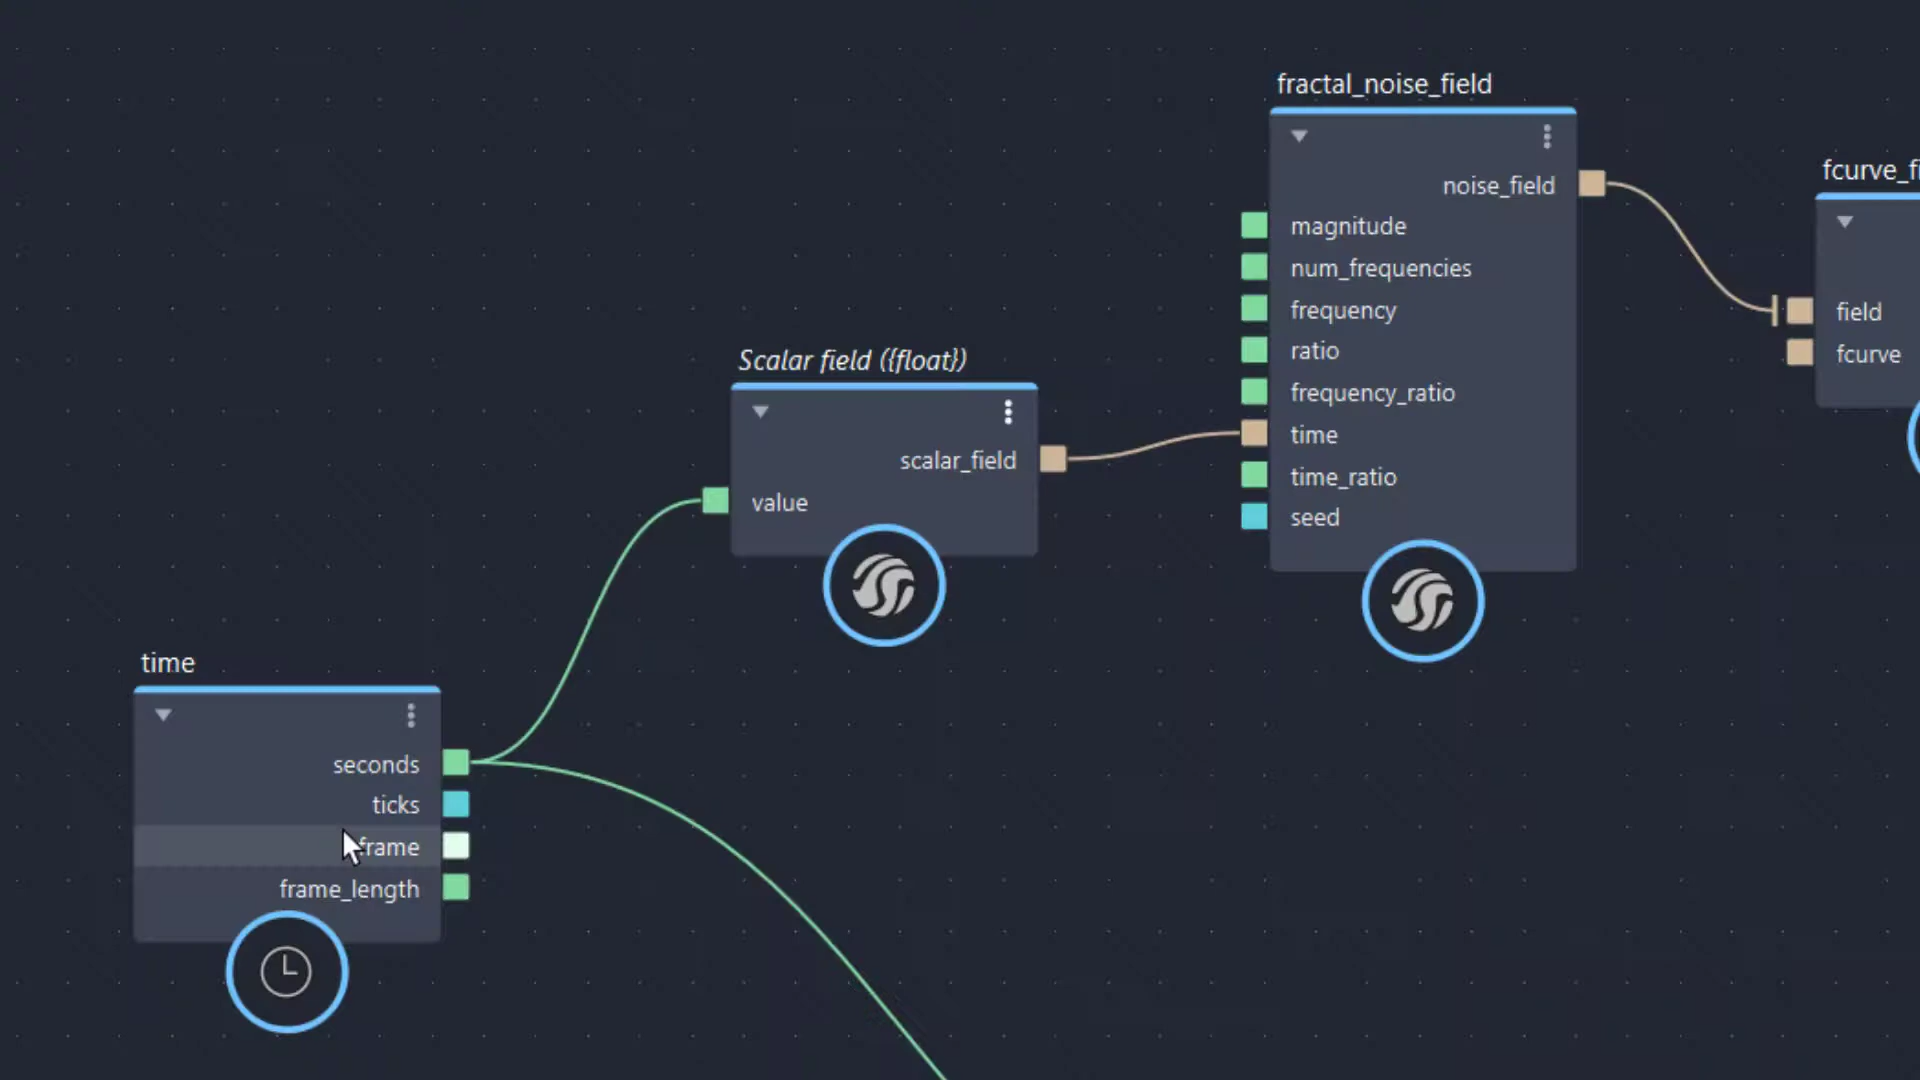 fractal_noise_field
noise_field
magnitude
num_frequencies
frequency
ratio
frequency_ratio
time
time_ratio
seed
fcurve_fi
field
fcurve
Scalar field ({float})
scalar_field
value
time
seconds
ticks
frame
frame_length